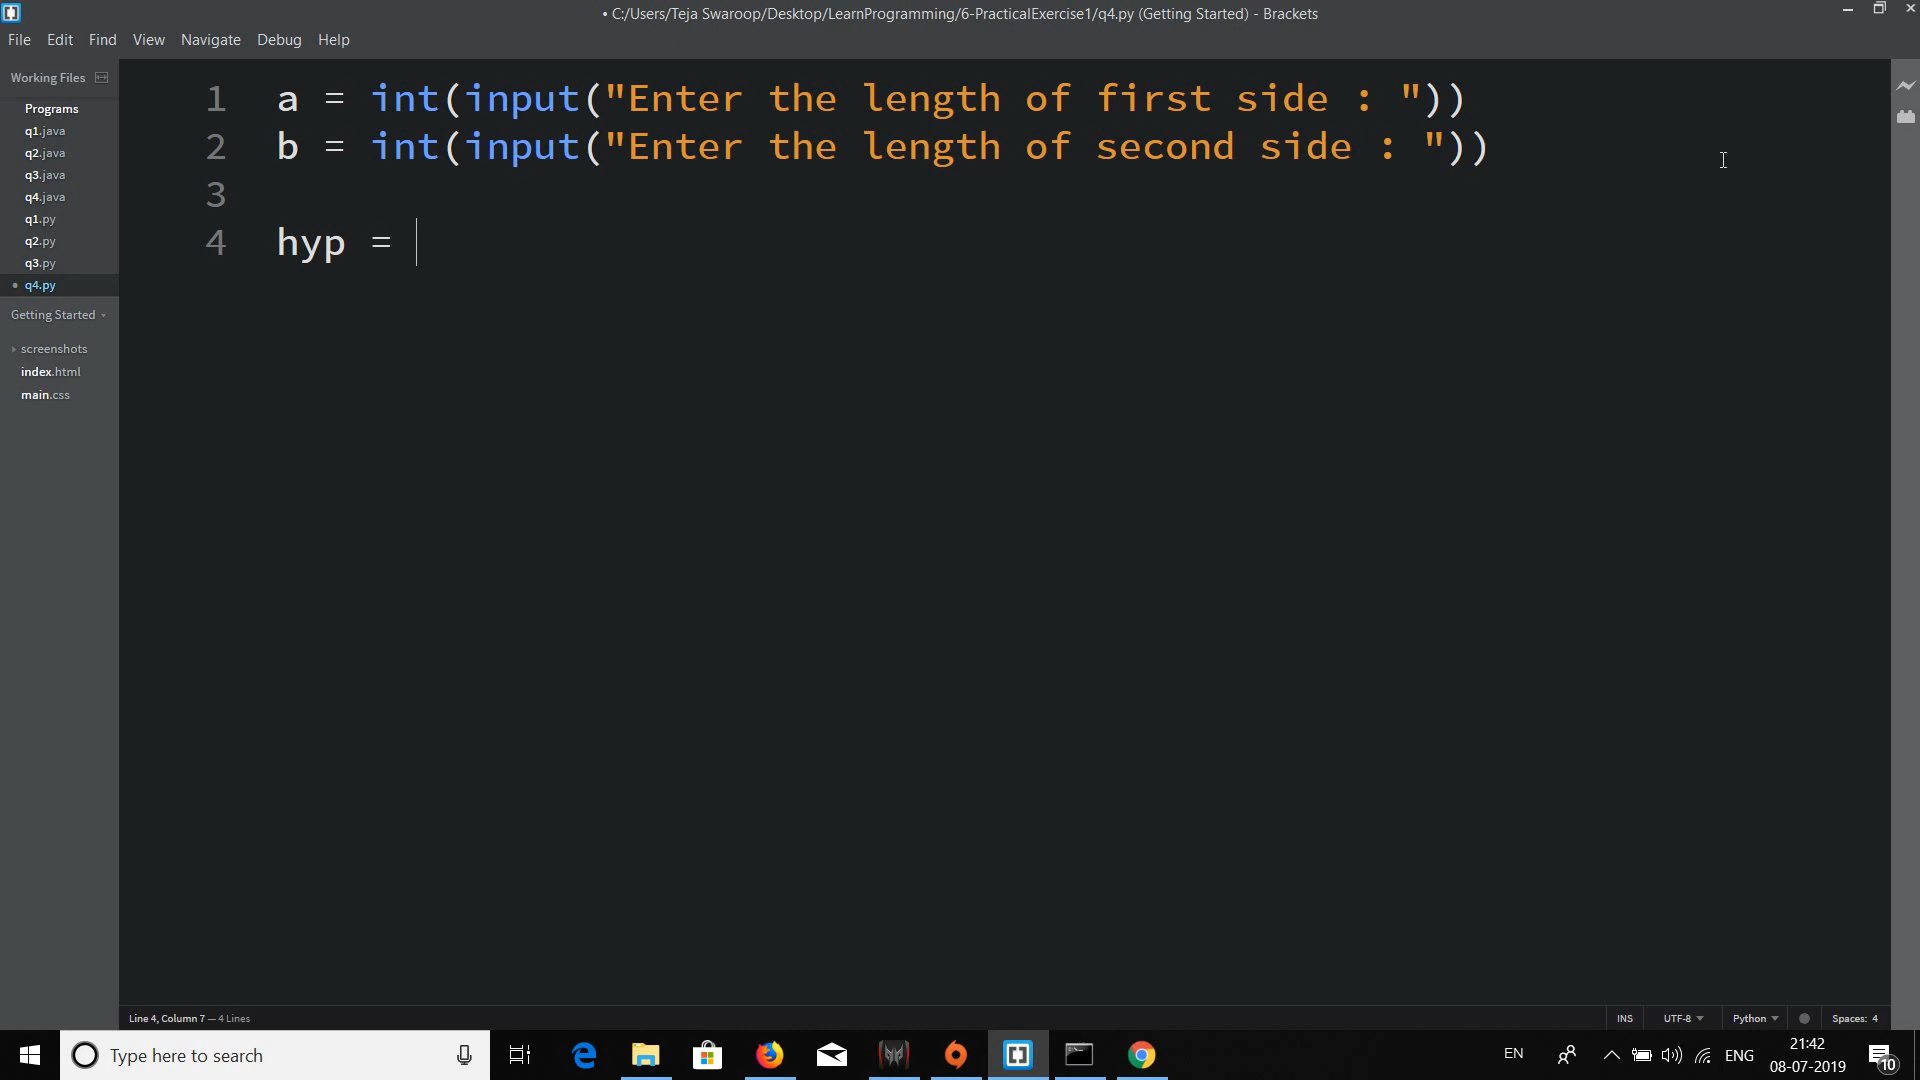 • C:/Users/Teja Swaroop/Desktop/LearnProgramming/6-PracticalExercise1/q4.py (Getting Started) - Brackets
File Edit Find View Navigate Debug Help
Working Files
Programs
q1.java
q2.java
q3.java
q4.java
q1.py
q2.py
q3.py
• q4.py
Getting Started
screenshots
index.html
main.css
1 a = int(input("Enter the length of first side : "))
2 b = int(input("Enter the length of second side : "))
3
4 hyp =
Line 4, Column 7 — 4 Lines
INS UTF-8 Python Spaces: 4
Type here to search
EN ENG
21:42
08-07-2019
10